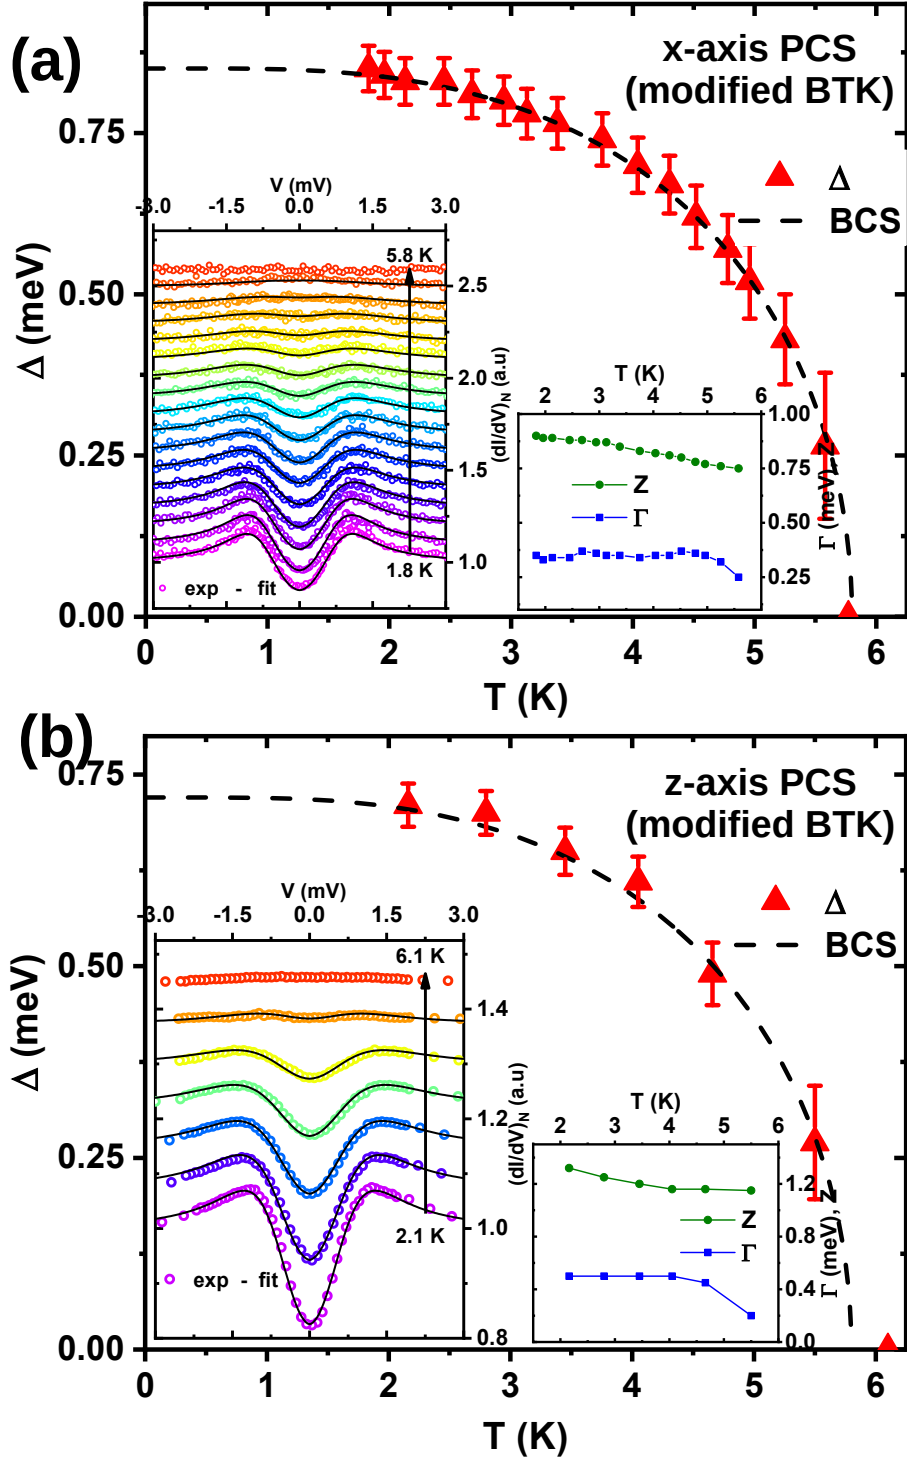 (a)
x-axis PCS
(modified BTK)
Δ
BCS
0.75
0.50
0.25
0.00
Δ (meV)
0 1 2 3 4 5 6
T (K)
V (mV)
-3.0 -1.5 0.0 1.5 3.0
5.8 K
1.8 K
exp - fit
2.5
2.0
1.5
1.0
(dI/dV)N (a.u)
T (K)
2 3 4 5 6
Z
Γ
1.00
0.75
0.50
0.25
Γ (meV), Z
(b)
z-axis PCS
(modified BTK)
Δ
BCS
0.75
0.50
0.25
0.00
Δ (meV)
0 1 2 3 4 5 6
T (K)
V (mV)
-3.0 -1.5 0.0 1.5 3.0
6.1 K
2.1 K
exp - fit
1.4
1.2
1.0
0.8
(dI/dV)N (a.u)
T (K)
2 3 4 5 6
Z
Γ
1.2
0.8
0.4
0.0
Γ (meV), Z